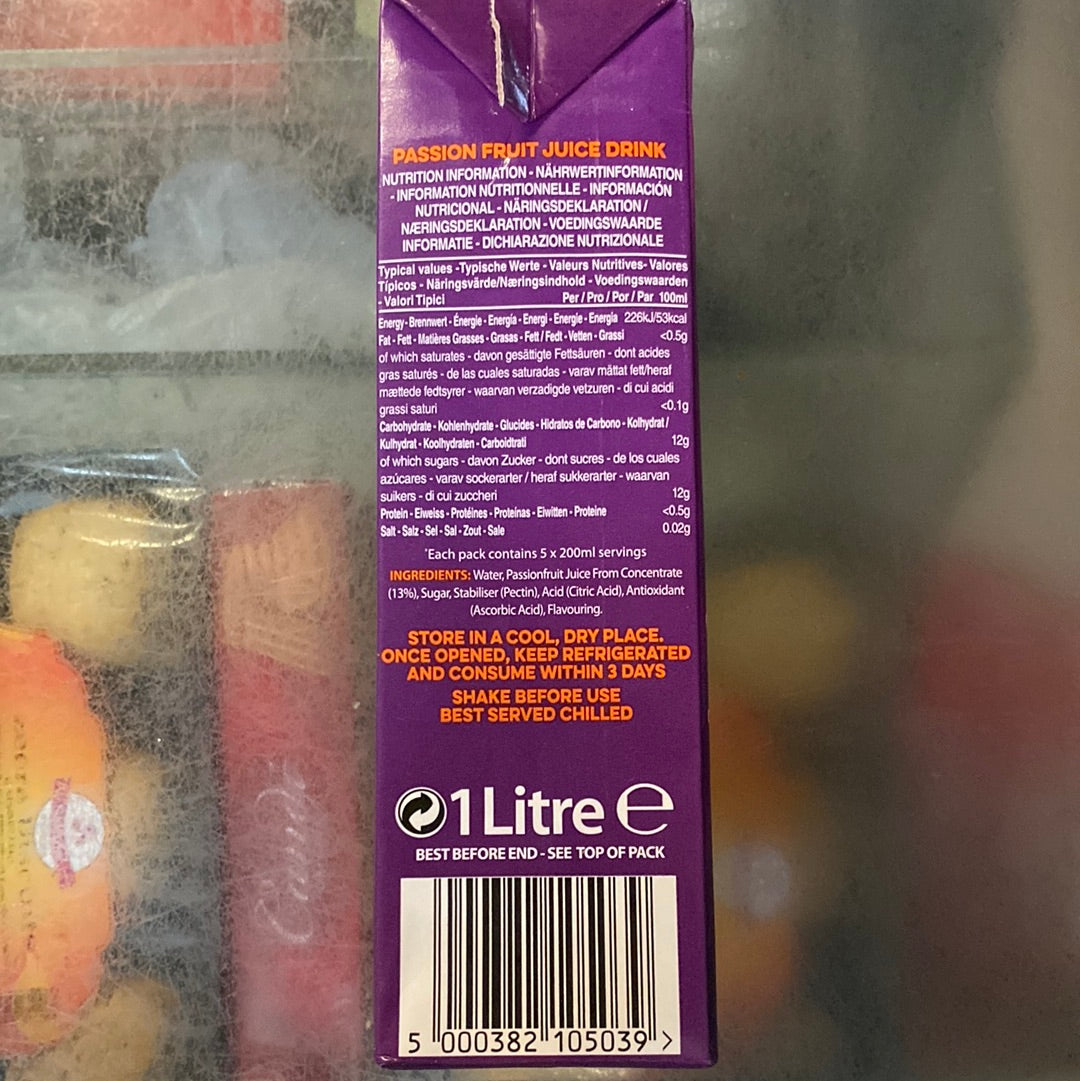 PASSION FRUIT JUICE DRINK
NUTRITION INFORMATION - NÄHRWERTINFORMATION
- INFORMATION NÚTRITIONNELLE - INFORMACIÓN
NUTRICIONAL - NÄRINGSDEKLARATION /
NÆRINGSDEKLARATION - VOEDINGSWAARDE
INFORMATIE - DICHIARAZIONE NUTRIZIONALE
Typical values -Typische Werte - Valeurs Nutritives- Valores
Típicos - Näringsvärde/Næringsindhold - Voedingswaarden
- Valori Tipici Per / Pro / Por / Par 100ml
Energy - Brennwert - Énergie - Energía - Energi - Energie - Energia 226kJ/53kcal
Fat - Fett - Matières Grasses - Grasas - Fett / Fedt - Vetten - Grassi <0.5g
of which saturates - davon gesättigte Fettsäuren - dont acides
gras saturés - de las cuales saturadas - varav mättat fett/heraf
mættede fedtsyrer - waarvan verzadigde vetzuren - di cui acidi
grassi saturi <0.1g
Carbohydrate - Kohlenhydrate - Glucides - Hidratos de Carbono - Kolhydrat /
Kulhydrat - Koolhydraten - Carboidtrati 12g
of which sugars - davon Zucker - dont sucres - de los cuales
azúcares - varav sockerarter / heraf sukkerarter - waarvan
suikers - di cui zuccheri 12g
Protein - Eiweiss - Protéines - Proteínas - Eiwitten - Proteine <0.5g
Salt - Salz - Sel - Sal - Zout - Sale 0.02g
*Each pack contains 5 x 200ml servings
INGREDIENTS: Water, Passionfruit Juice From Concentrate
(13%), Sugar, Stabiliser (Pectin), Acid (Citric Acid), Antioxidant
(Ascorbic Acid), Flavouring.
STORE IN A COOL, DRY PLACE.
ONCE OPENED, KEEP REFRIGERATED
AND CONSUME WITHIN 3 DAYS
SHAKE BEFORE USE
BEST SERVED CHILLED
1 Litre ℮
BEST BEFORE END - SEE TOP OF PACK
5 000382 105039 >